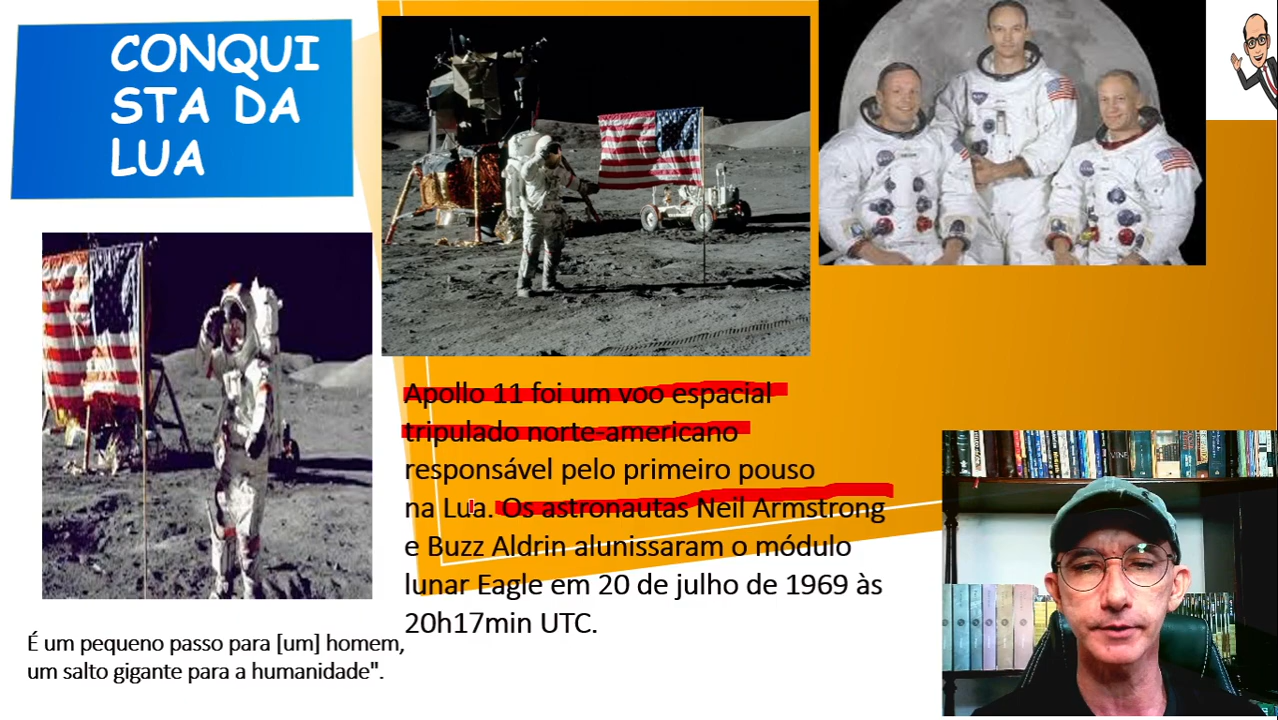 CONQUI
STA DA
LUA
Apollo 11 foi um voo espacial
tripulado norte-americano
responsável pelo primeiro pouso
na Lua. Os astronautas Neil Armstrong
e Buzz Aldrin alunissaram o módulo
lunar Eagle em 20 de julho de 1969 às
20h17min UTC.
É um pequeno passo para [um] homem,
um salto gigante para a humanidade".